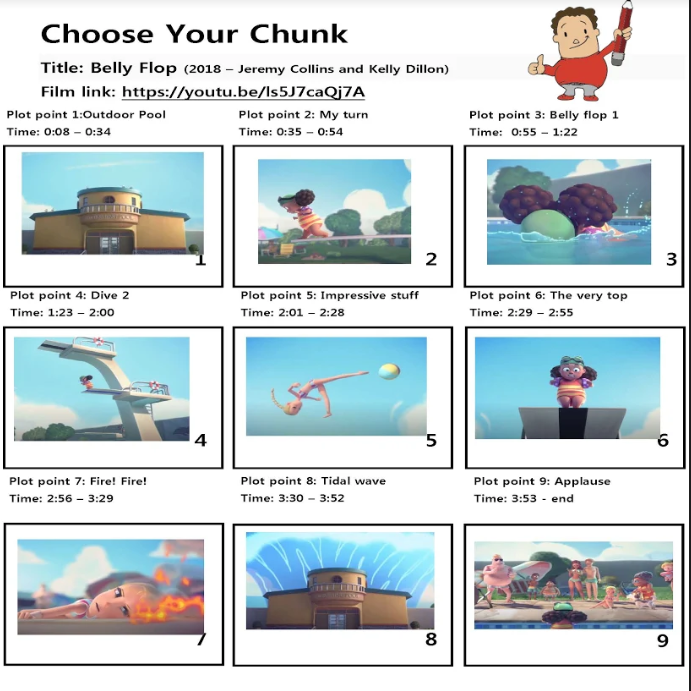 Choose Your Chunk
Title: Belly Flop (2018 – Jeremy Collins and Kelly Dillon)
Film link: https://youtu.be/ls5J7caQj7A
Plot point 1:Outdoor Pool
Time: 0:08 – 0:34
1
Plot point 2: My turn
Time: 0:35 – 0:54
2
Plot point 3: Belly flop 1
Time: 0:55 – 1:22
3
Plot point 4: Dive 2
Time: 1:23 – 2:00
4
Plot point 5: Impressive stuff
Time: 2:01 – 2:28
5
Plot point 6: The very top
Time: 2:29 – 2:55
6
Plot point 7: Fire! Fire!
Time: 2:56 – 3:29
7
Plot point 8: Tidal wave
Time: 3:30 – 3:52
8
Plot point 9: Applause
Time: 3:53 - end
9